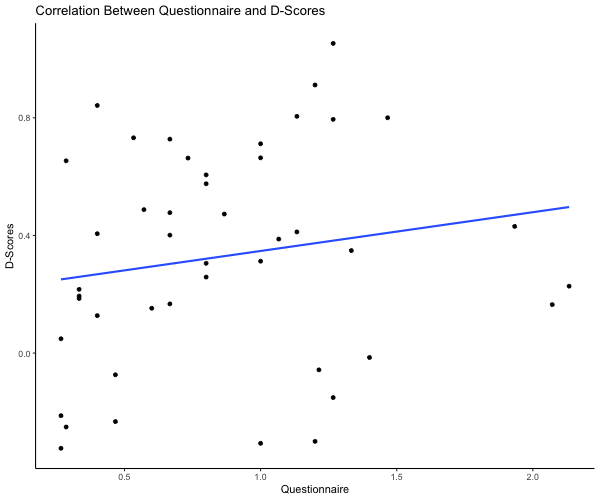 Correlation Between Questionnaire and D-Scores
D-Scores
0.8
0.4
0.0
0.5 1.0 1.5 2.0
Questionnaire